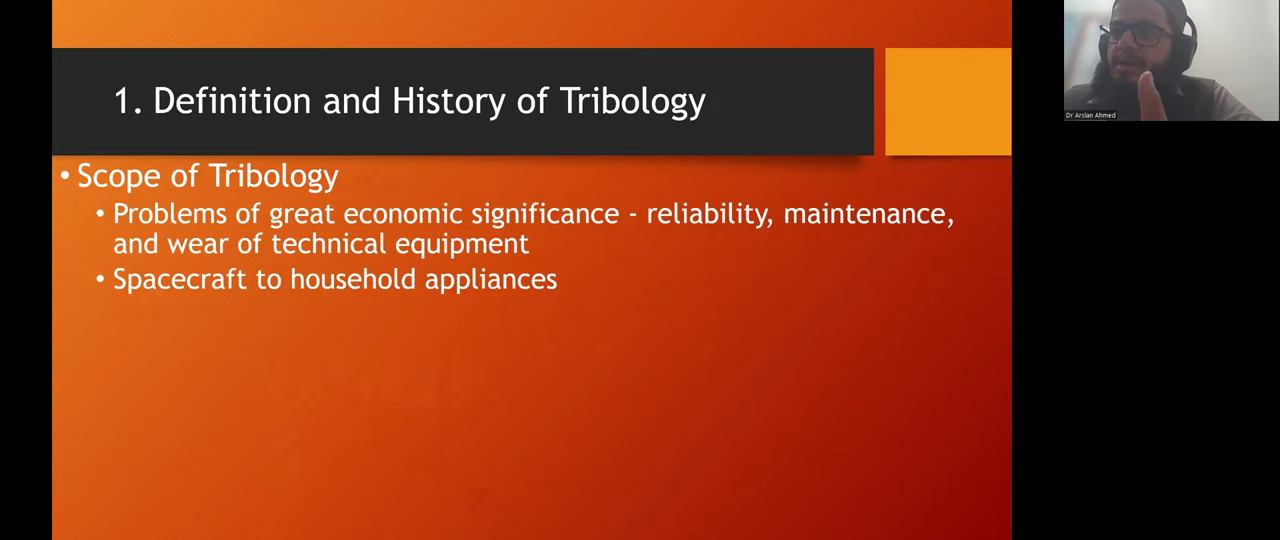 1. Definition and History of Tribology
• Scope of Tribology
• Problems of great economic significance - reliability, maintenance,
and wear of technical equipment
• Spacecraft to household appliances
Dr Arslan Ahmed